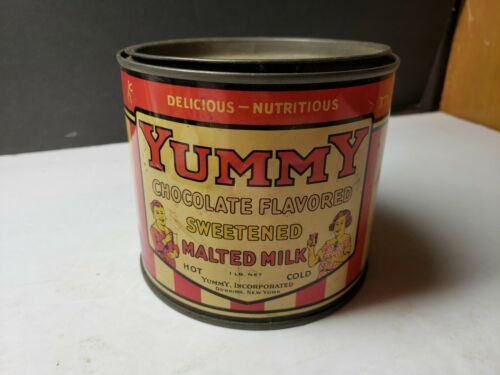 DELICIOUS – NUTRITIOUS
YUMMY
CHOCOLATE FLAVORED
SWEETENED
MALTED MILK
HOT 1 LB. NET COLD
YUMMY, INCORPORATED
NEW YORK